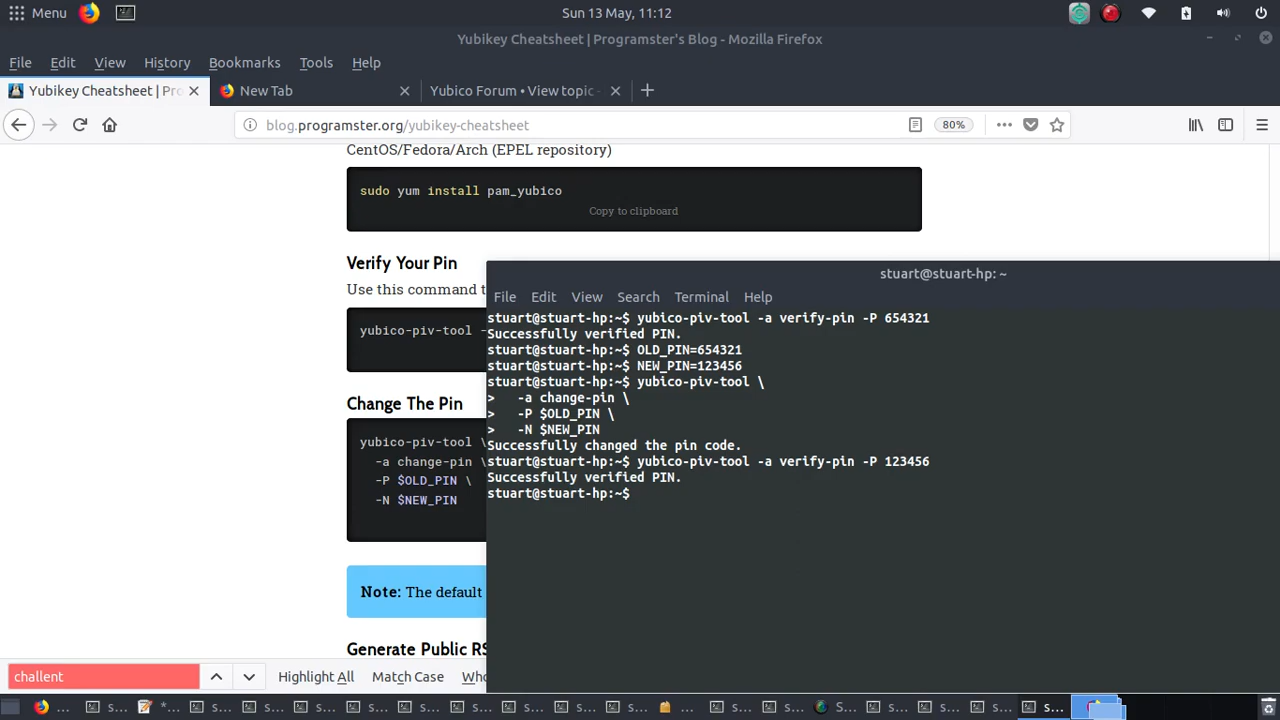 Menu
Sun 13 May, 11:12
Yubikey Cheatsheet | Programster's Blog - Mozilla Firefox
File Edit View History Bookmarks Tools Help
Yubikey Cheatsheet | Pro
New Tab
Yubico Forum • View topic -
blog.programster.org/yubikey-cheatsheet
80%
CentOS/Fedora/Arch (EPEL repository)
sudo yum install pam_yubico
Copy to clipboard
Verify Your Pin
Use this command t
yubico-piv-tool -
Change The Pin
yubico-piv-tool \
-a change-pin \
-P $OLD_PIN \
-N $NEW_PIN
Note: The default
Generate Public RS
stuart@stuart-hp: ~
File Edit View Search Terminal Help
stuart@stuart-hp:~$ yubico-piv-tool -a verify-pin -P 654321
Successfully verified PIN.
stuart@stuart-hp:~$ OLD_PIN=654321
stuart@stuart-hp:~$ NEW_PIN=123456
stuart@stuart-hp:~$ yubico-piv-tool \
> -a change-pin \
> -P $OLD_PIN \
> -N $NEW_PIN
Successfully changed the pin code.
stuart@stuart-hp:~$ yubico-piv-tool -a verify-pin -P 123456
Successfully verified PIN.
stuart@stuart-hp:~$
challent
Highlight All Match Case Who
... s... *... s... s... s... s... s... s... s... s... ... s... s... s... s... s... s... s...